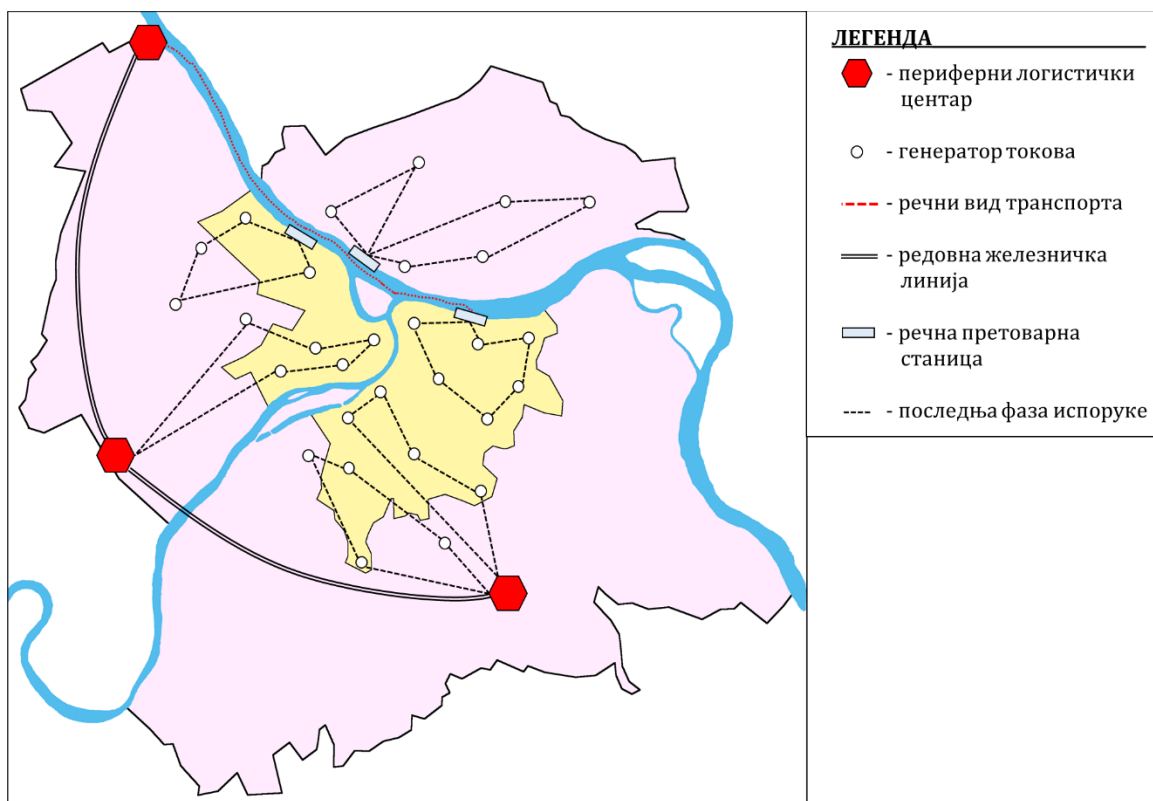 ЛЕГЕНДА
- периферни логистички
центар
- генератор токова
- речни вид транспорта
- редовна железничка
линија
- речна претоварна
станица
- последња фаза испоруке